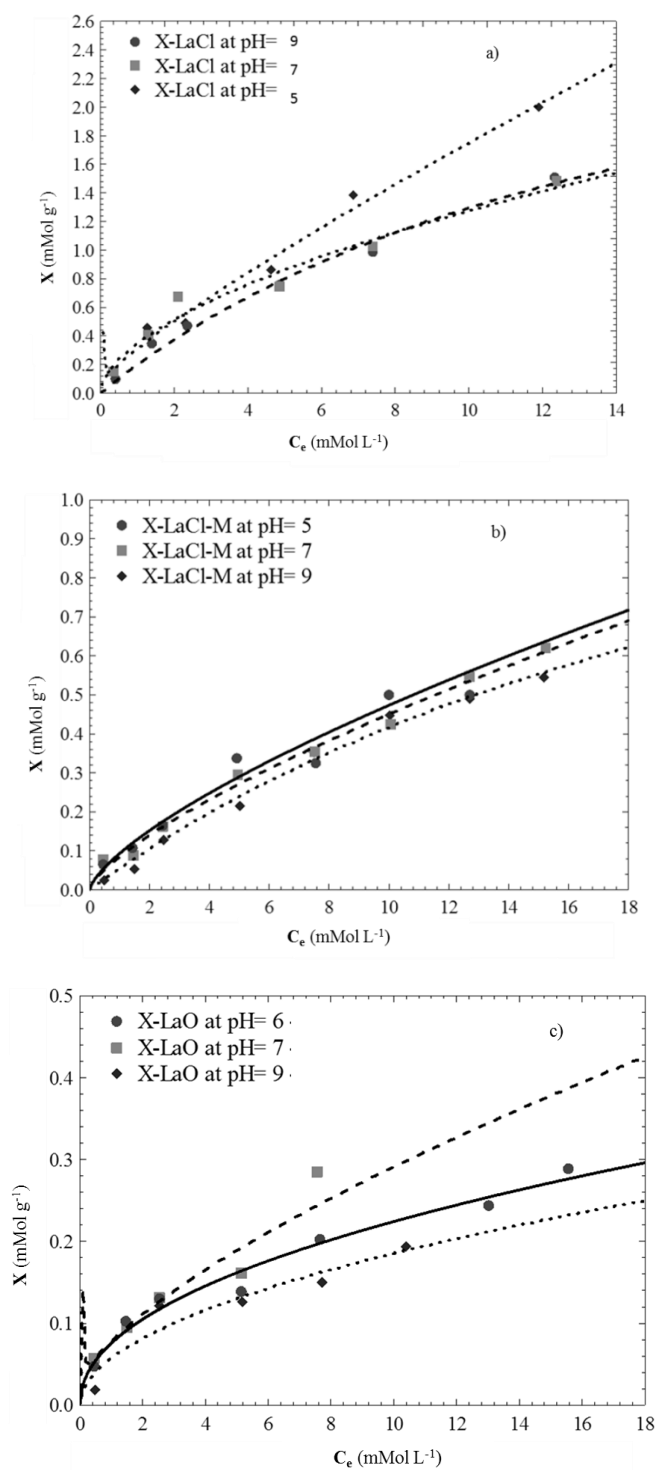 2.6
2.4
2.2
2.0
1.8
1.6
1.4
1.2
1.0
0.8
0.6
0.4
0.2
0.0
X (mMol g-1)
X-LaCl at pH= 9
X-LaCl at pH= 7
X-LaCl at pH= 5
a)
0 2 4 6 8 10 12 14
Ce (mMol L-1)
1.0
0.9
0.8
0.7
0.6
0.5
0.4
0.3
0.2
0.1
0.0
X (mMol g-1)
X-LaCl-M at pH= 5
X-LaCl-M at pH= 7
X-LaCl-M at pH= 9
b)
0 2 4 6 8 10 12 14 16 18
Ce (mMol L-1)
0.5
0.4
0.3
0.2
0.1
0.0
X (mMol g-1)
X-LaO at pH= 6
X-LaO at pH= 7
X-LaO at pH= 9
c)
0 2 4 6 8 10 12 14 16 18
Ce (mMol L-1)